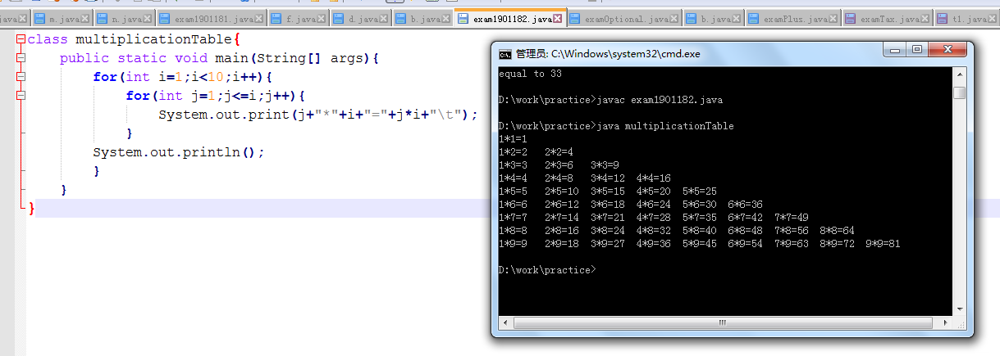 java m.java n.java exam1901181.java f.java d.java b.java exam1901182.java examOptional.java b.java examPlus.java examTax.java t1.java
class multiplicationTable{
public static void main(String[] args){
for(int i=1;i<10;i++){
for(int j=1;j<=i;j++){
System.out.print(j+"*"+i+"="+j*i+"\t");
}
System.out.println();
}
}
}
管理员: C:\Windows\system32\cmd.exe
equal to 33
D:\work\practice>javac exam1901182.java
D:\work\practice>java multiplicationTable
1*1=1
1*2=2 2*2=4
1*3=3 2*3=6 3*3=9
1*4=4 2*4=8 3*4=12 4*4=16
1*5=5 2*5=10 3*5=15 4*5=20 5*5=25
1*6=6 2*6=12 3*6=18 4*6=24 5*6=30 6*6=36
1*7=7 2*7=14 3*7=21 4*7=28 5*7=35 6*7=42 7*7=49
1*8=8 2*8=16 3*8=24 4*8=32 5*8=40 6*8=48 7*8=56 8*8=64
1*9=9 2*9=18 3*9=27 4*9=36 5*9=45 6*9=54 7*9=63 8*9=72 9*9=81
D:\work\practice>